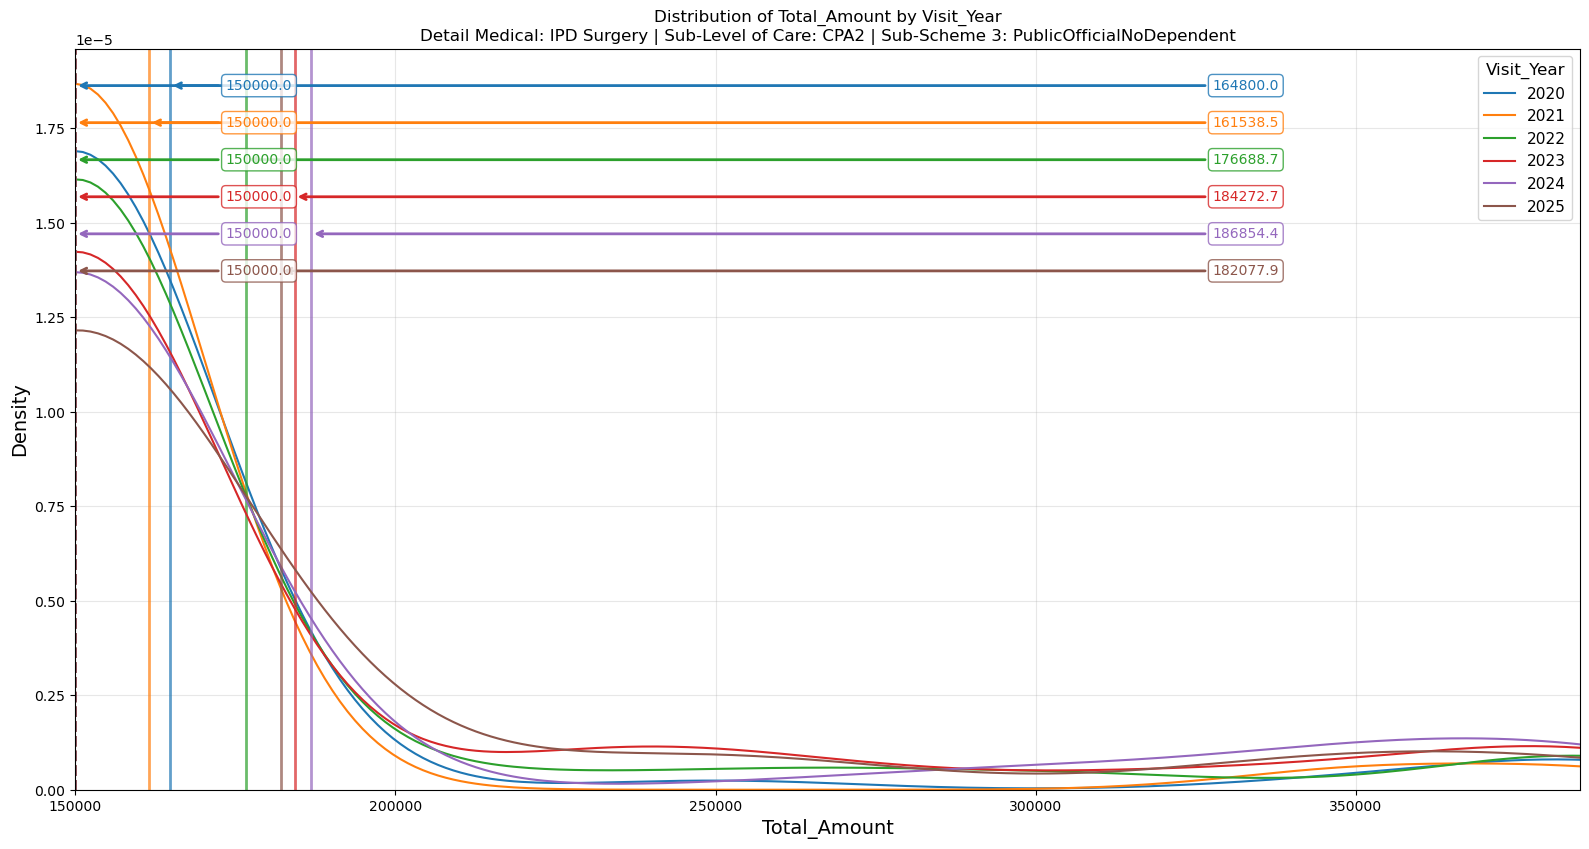 Distribution of Total_Amount by Visit_Year
Detail Medical: IPD Surgery | Sub-Level of Care: CPA2 | Sub-Scheme 3: PublicOfficialNoDependent
1e−5
Visit_Year
2020
2021
2022
2023
2024
2025
150000.0 164800.0
150000.0 161538.5
150000.0 176688.7
150000.0 184272.7
150000.0 186854.4
150000.0 182077.9
1.75
1.50
1.25
1.00
0.75
0.50
0.25
0.00
Density
150000 200000 250000 300000 350000
Total_Amount